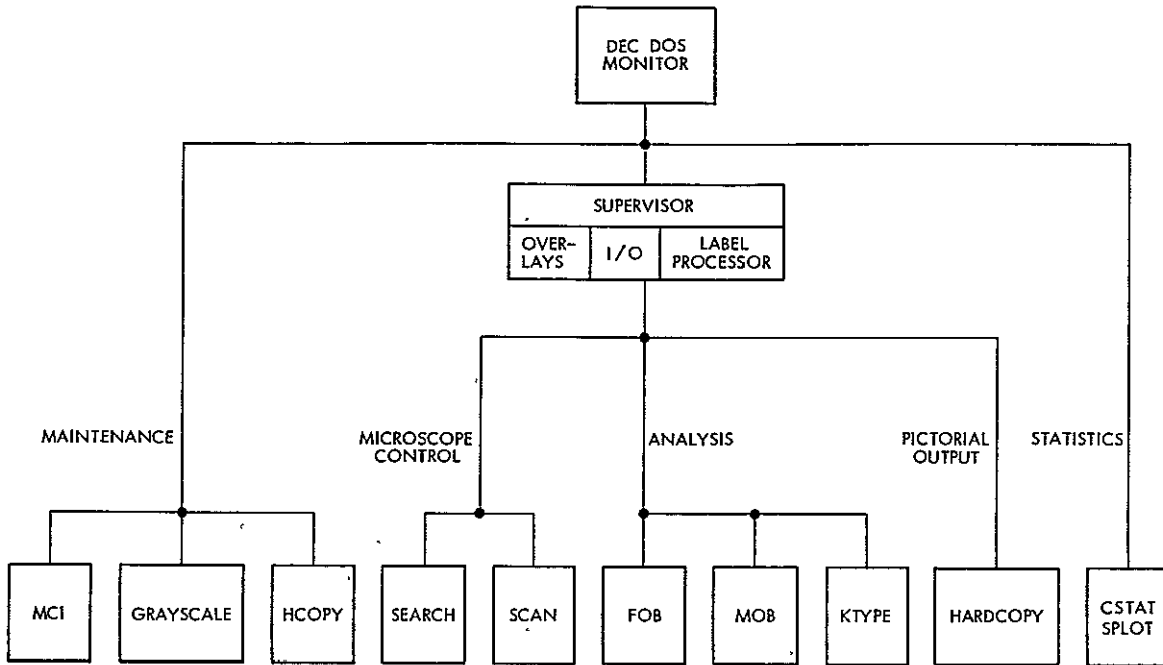 DEC DOS
MONITOR
SUPERVISOR
OVER-
LAYS
I/O
LABEL
PROCESSOR
MAINTENANCE
MICROSCOPE
CONTROL
ANALYSIS
PICTORIAL
OUTPUT
STATISTICS
MCI
GRAYSCALE
HCOPY
SEARCH
SCAN
FOB
MOB
KTYPE
HARDCOPY
CSTAT
SPLOT